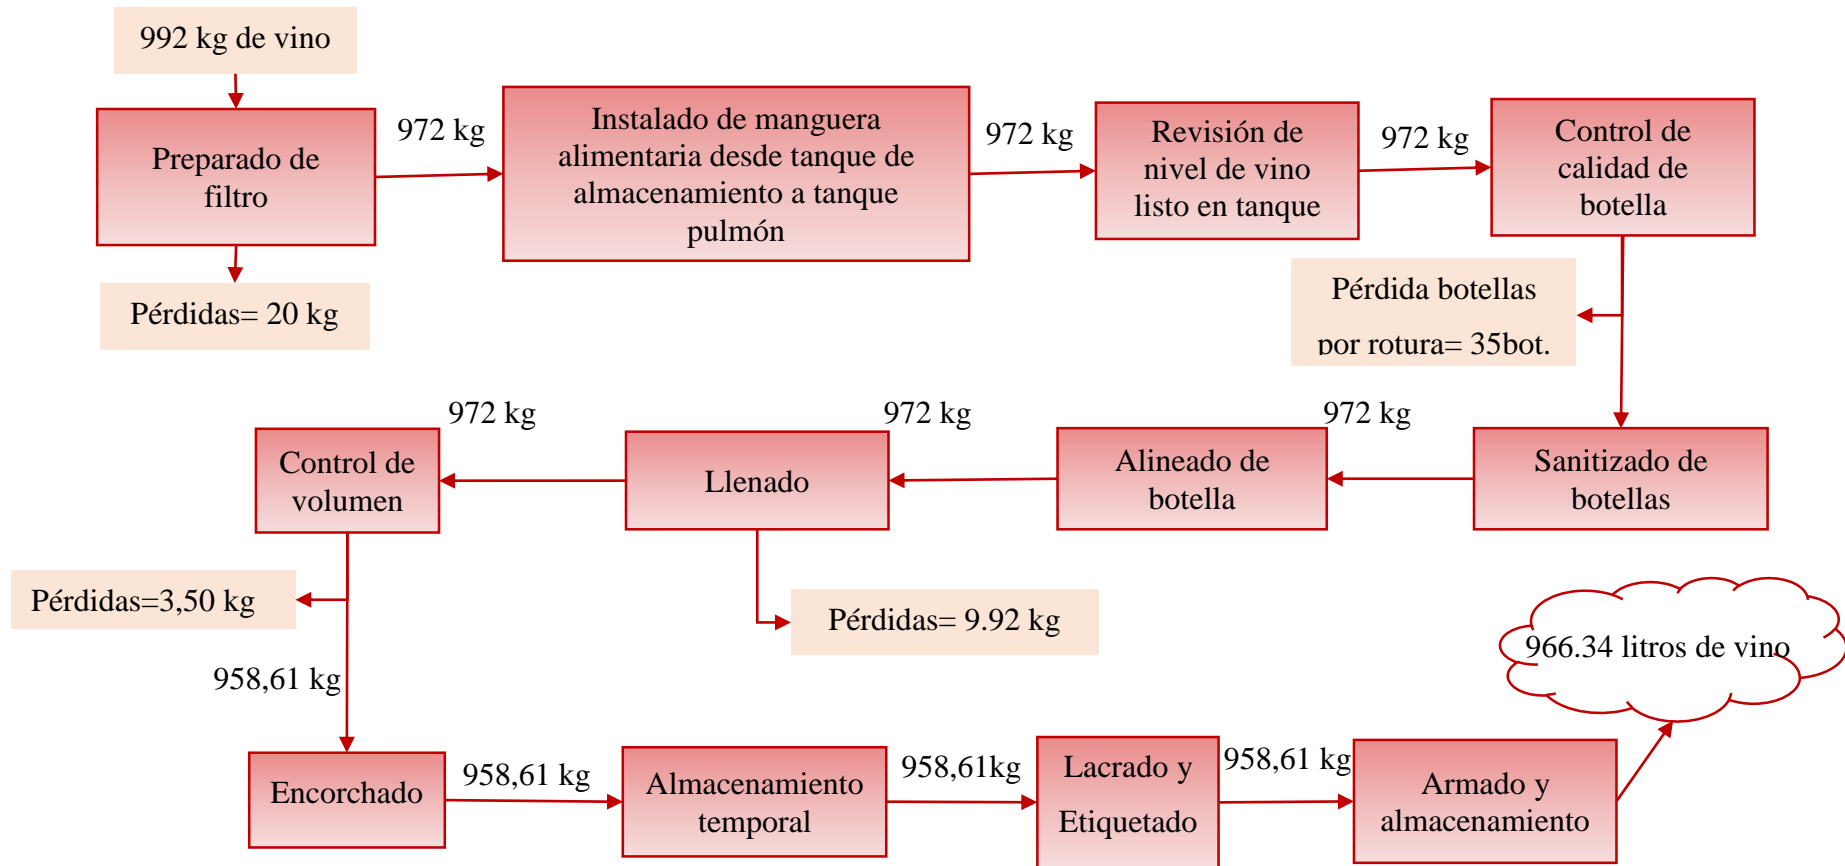 992 kg de vino
Preparado de
filtro
Pérdidas= 20 kg
972 kg
Instalado de manguera
alimentaria desde tanque de
almacenamiento a tanque
pulmón
972 kg
Revisión de
nivel de vino
listo en tanque
972 kg
Control de
calidad de
botella
Pérdida botellas
por rotura= 35bot.
Sanitizado de
botellas
972 kg
Alineado de
botella
972 kg
Llenado
Pérdidas= 9.92 kg
972 kg
Control de
volumen
Pérdidas=3,50 kg
958,61 kg
Encorchado
958,61 kg
Almacenamiento
temporal
958,61kg
Lacrado y
Etiquetado
958,61 kg
Armado y
almacenamiento
966.34 litros de vino